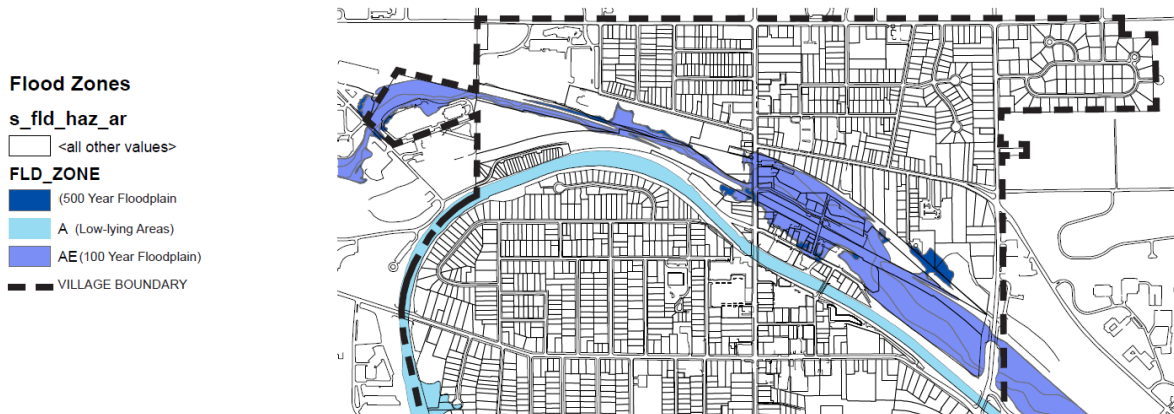 Flood Zones
s_fld_haz_ar
<all other values>
FLD_ZONE
(500 Year Floodplain
A (Low-lying Areas)
AE (100 Year Floodplain)
VILLAGE BOUNDARY